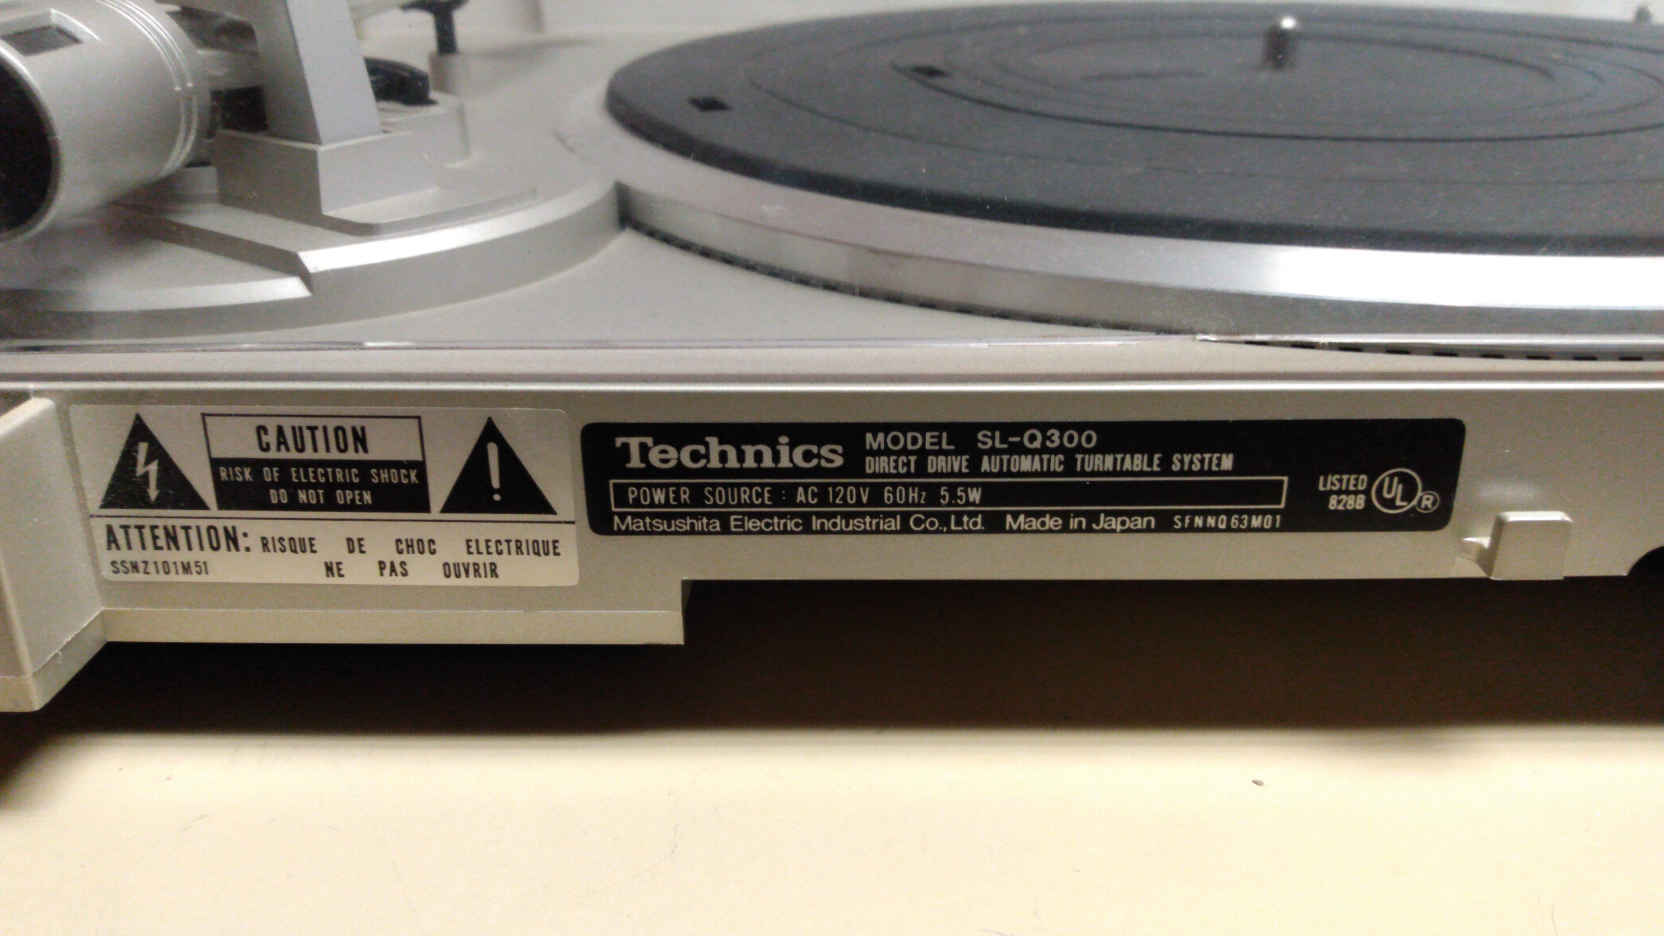 CAUTION
RISK OF ELECTRIC SHOCK
DO NOT OPEN
ATTENTION: RISQUE DE CHOC ELECTRIQUE
SSNZ101M51 NE PAS OUVRIR
Technics MODEL SL-Q300
DIRECT DRIVE AUTOMATIC TURNTABLE SYSTEM
POWER SOURCE : AC 120V 60Hz 5.5W
Matsushita Electric Industrial Co.,Ltd. Made in Japan SFNNQ63M01
LISTED
828B
UL ®